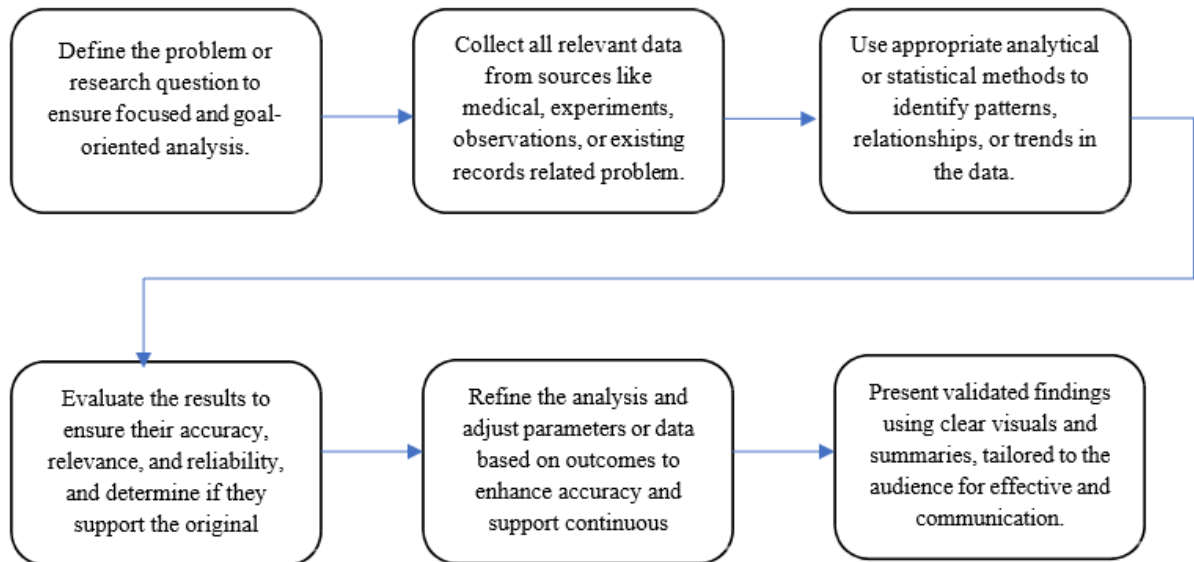 Define the problem or
research question to
ensure focused and goal-
oriented analysis.
Collect all relevant data
from sources like
medical, experiments,
observations, or existing
records related problem.
Use appropriate analytical
or statistical methods to
identify patterns,
relationships, or trends in
the data.
Evaluate the results to
ensure their accuracy,
relevance, and reliability,
and determine if they
support the original
Refine the analysis and
adjust parameters or data
based on outcomes to
enhance accuracy and
support continuous
Present validated findings
using clear visuals and
summaries, tailored to the
audience for effective and
communication.